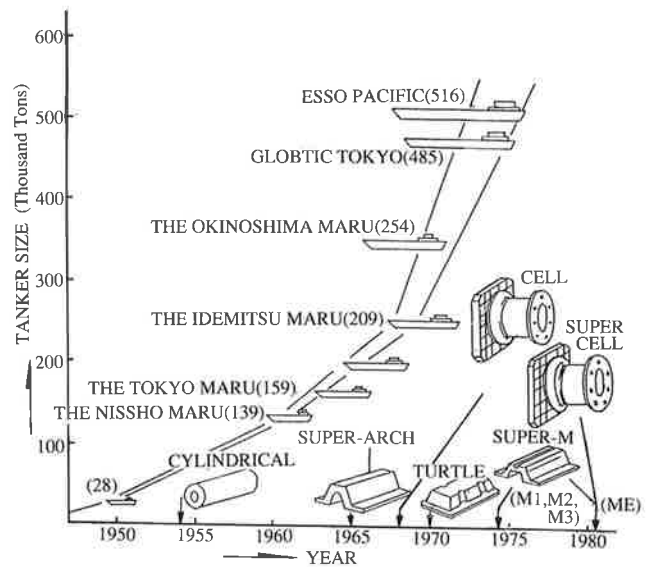 600
500
400
300
200
100
TANKER SIZE (Thousand Tons)
ESSO PACIFIC(516)
GLOBTIC TOKYO(485)
THE OKINOSHIMA MARU(254)
THE IDEMITSU MARU(209)
THE TOKYO MARU(159)
THE NISSHO MARU(139)
(28)
CELL
SUPER
CELL
CYLINDRICAL
SUPER-ARCH
TURTLE
SUPER-M
(M1,M2,
M3)
(ME)
1950
1955
1960
1965
1970
1975
1980
YEAR